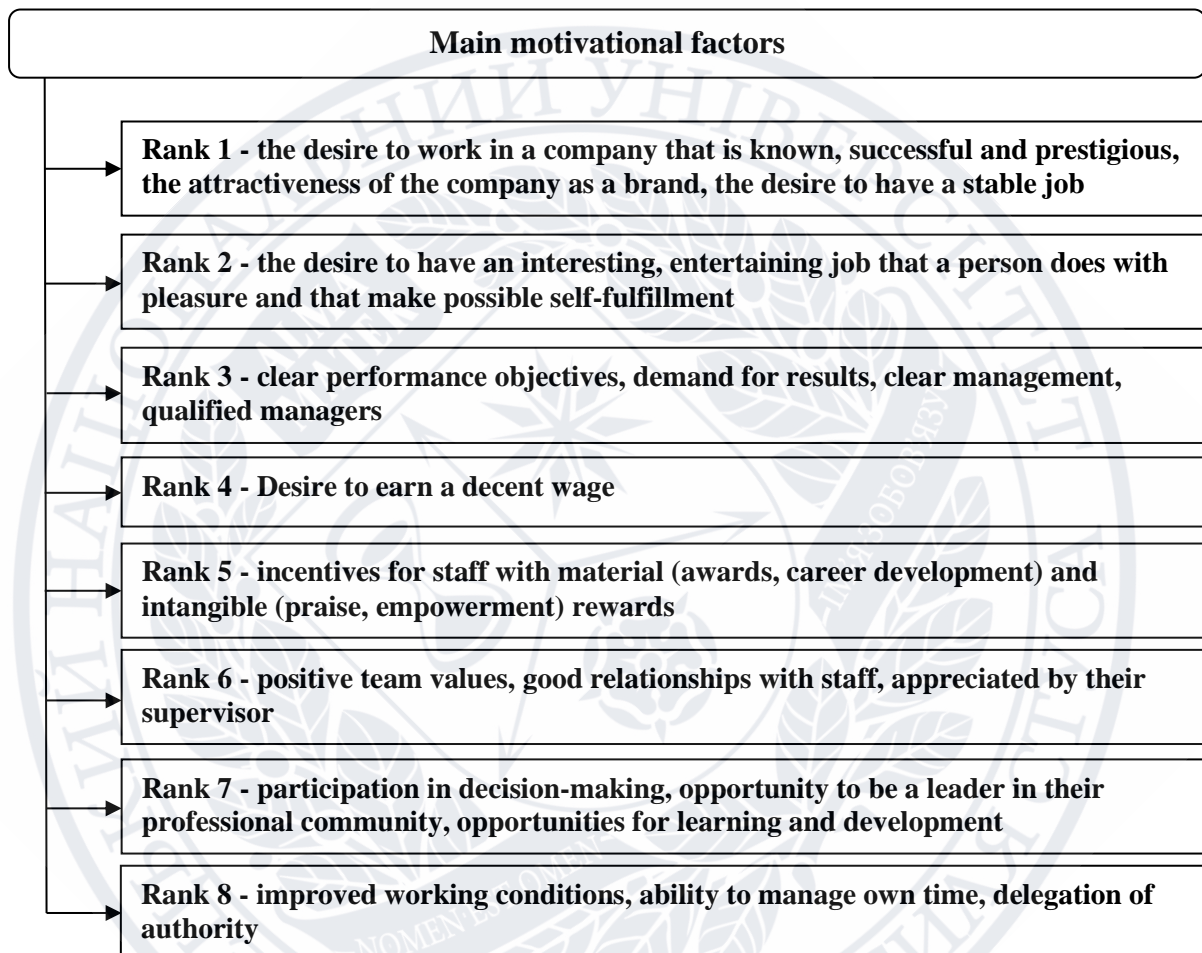 Main motivational factors
Rank 1 - the desire to work in a company that is known, successful and prestigious,
the attractiveness of the company as a brand, the desire to have a stable job
Rank 2 - the desire to have an interesting, entertaining job that a person does with
pleasure and that make possible self-fulfillment
Rank 3 - clear performance objectives, demand for results, clear management,
qualified managers
Rank 4 - Desire to earn a decent wage
Rank 5 - incentives for staff with material (awards, career development) and
intangible (praise, empowerment) rewards
Rank 6 - positive team values, good relationships with staff, appreciated by their
supervisor
Rank 7 - participation in decision-making, opportunity to be a leader in their
professional community, opportunities for learning and development
Rank 8 - improved working conditions, ability to manage own time, delegation of
authority